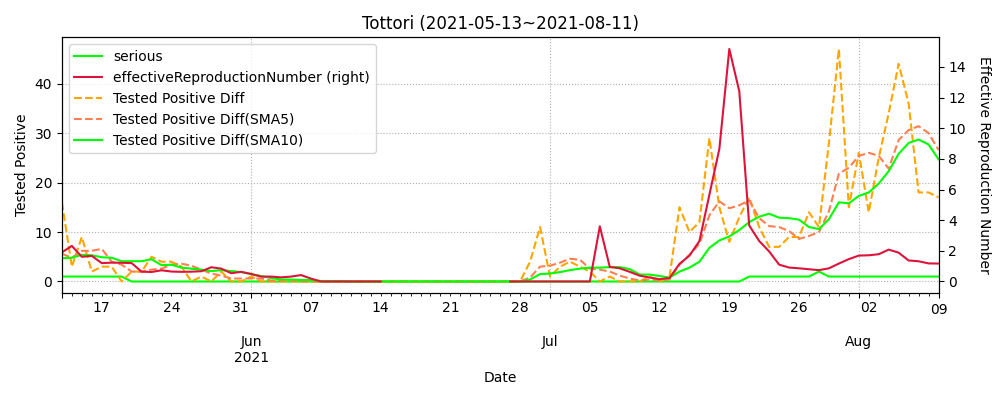 Tottori (2021-05-13~2021-08-11)
serious
effectiveReproductionNumber (right)
Tested Positive Diff
Tested Positive Diff(SMA5)
Tested Positive Diff(SMA10)
Tested Positive
40
30
20
10
0
Effective Reproduction Number
14
12
10
8
6
4
2
0
17 24 31 07 14 21 28 05 12 19 26 02 09
Jun Jul Aug
2021
Date